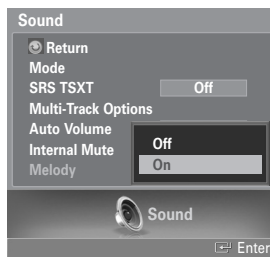 Sound
Return
Mode
SRS TSXT Off
Multi-Track Options
Auto Volume
Internal Mute Off
Melody On
Sound
Enter